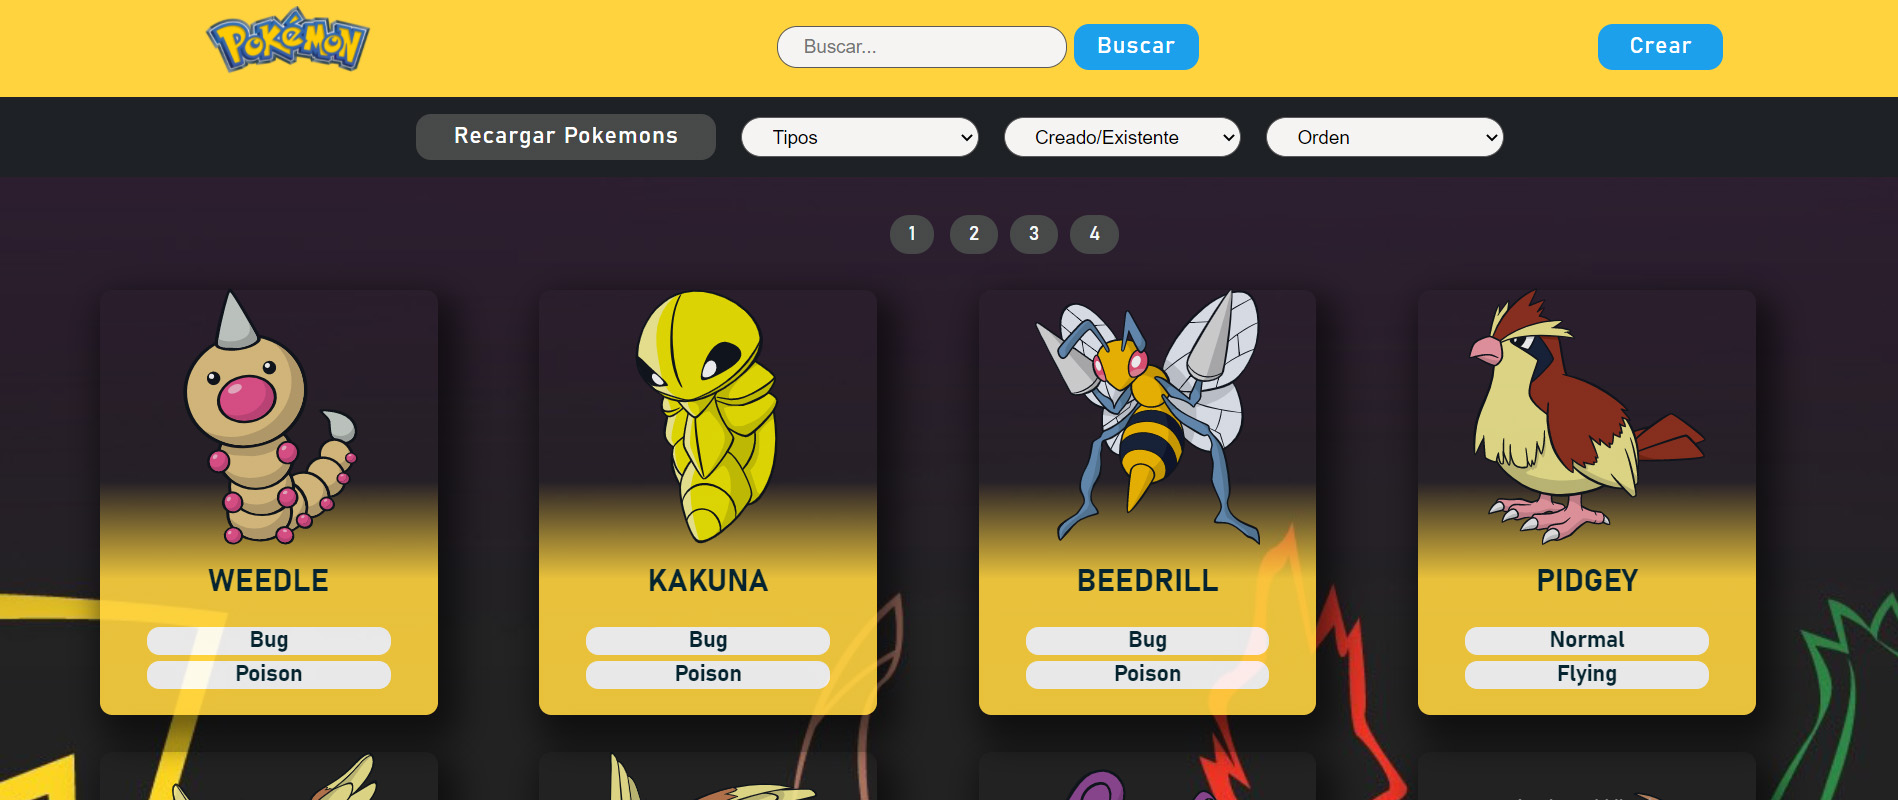 POKéMON
Buscar...
Buscar
Crear
Recargar Pokemons
Tipos
Creado/Existente
Orden
1 2 3 4
WEEDLE
KAKUNA
BEEDRILL
PIDGEY
Bug
Bug
Bug
Normal
Poison
Poison
Poison
Flying